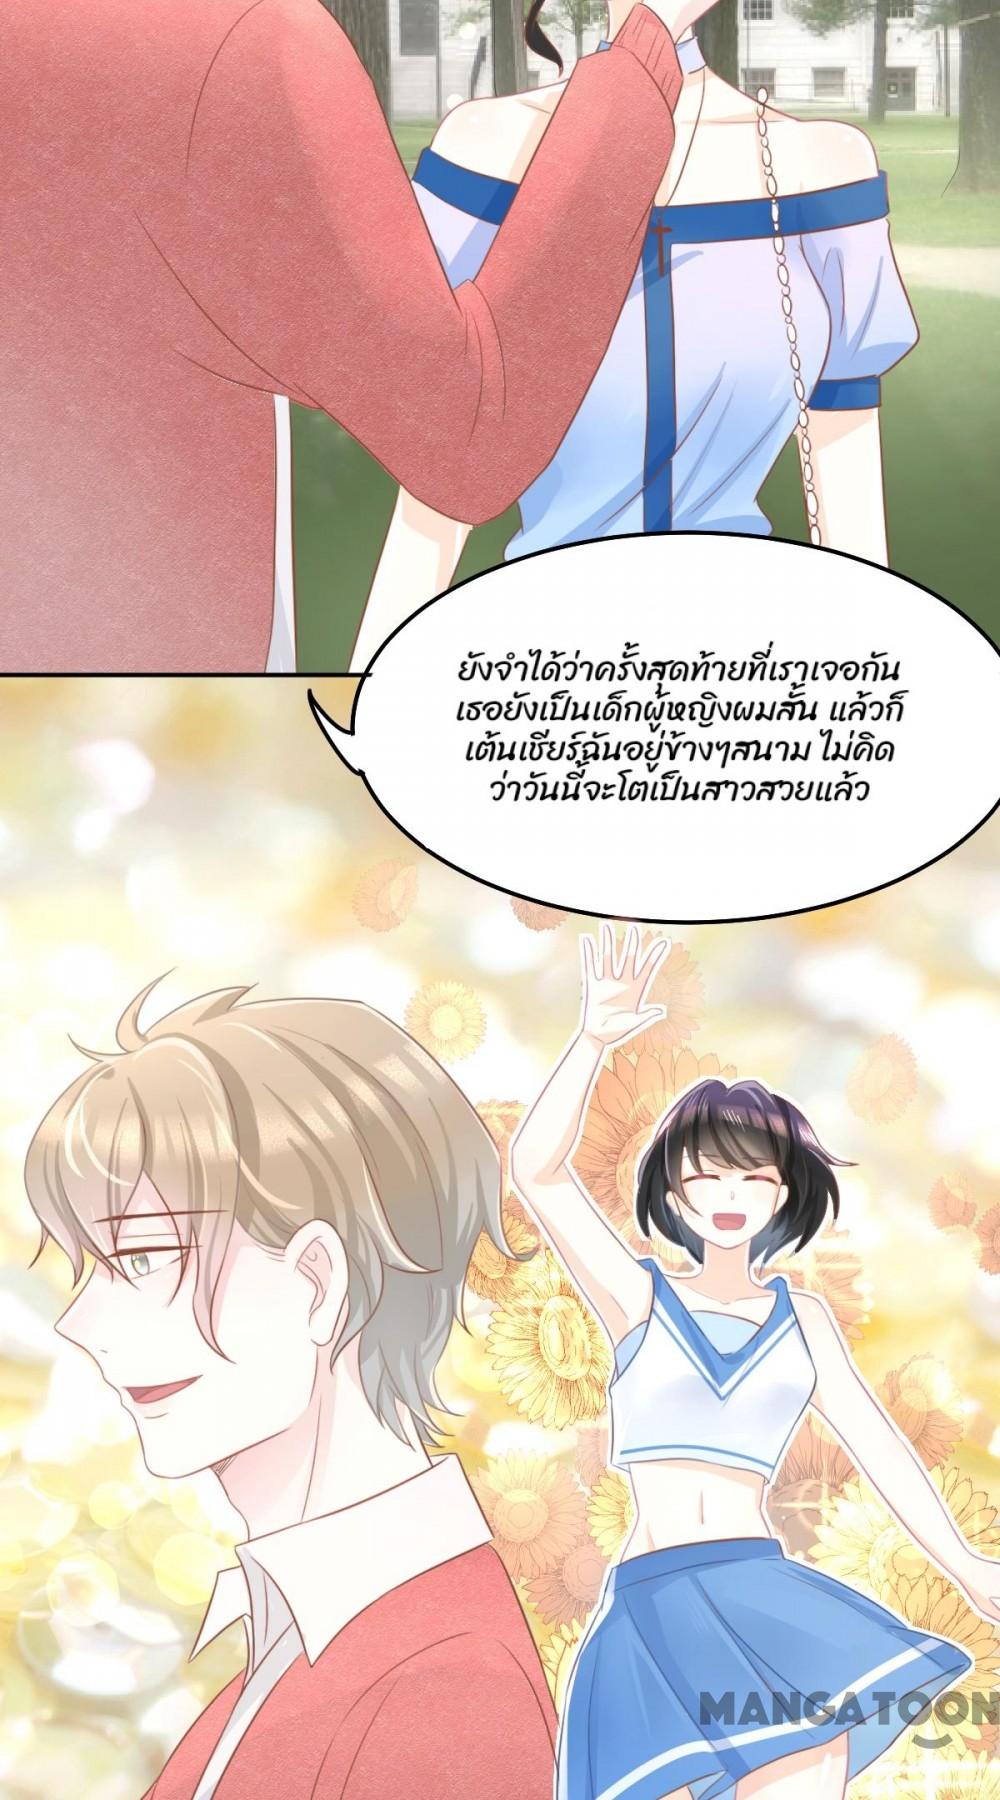 ยังจำได้ว่าครั้งสุดท้ายที่เราเจอกัน
เธอยังเป็นเด็กผู้หญิงผมสั้น แล้วก็
เต้นเชียร์ฉันอยู่ข้างๆสนาม ไม่คิด
ว่าวันนี้จะโตเป็นสาวสวยแล้ว
MANGATOON